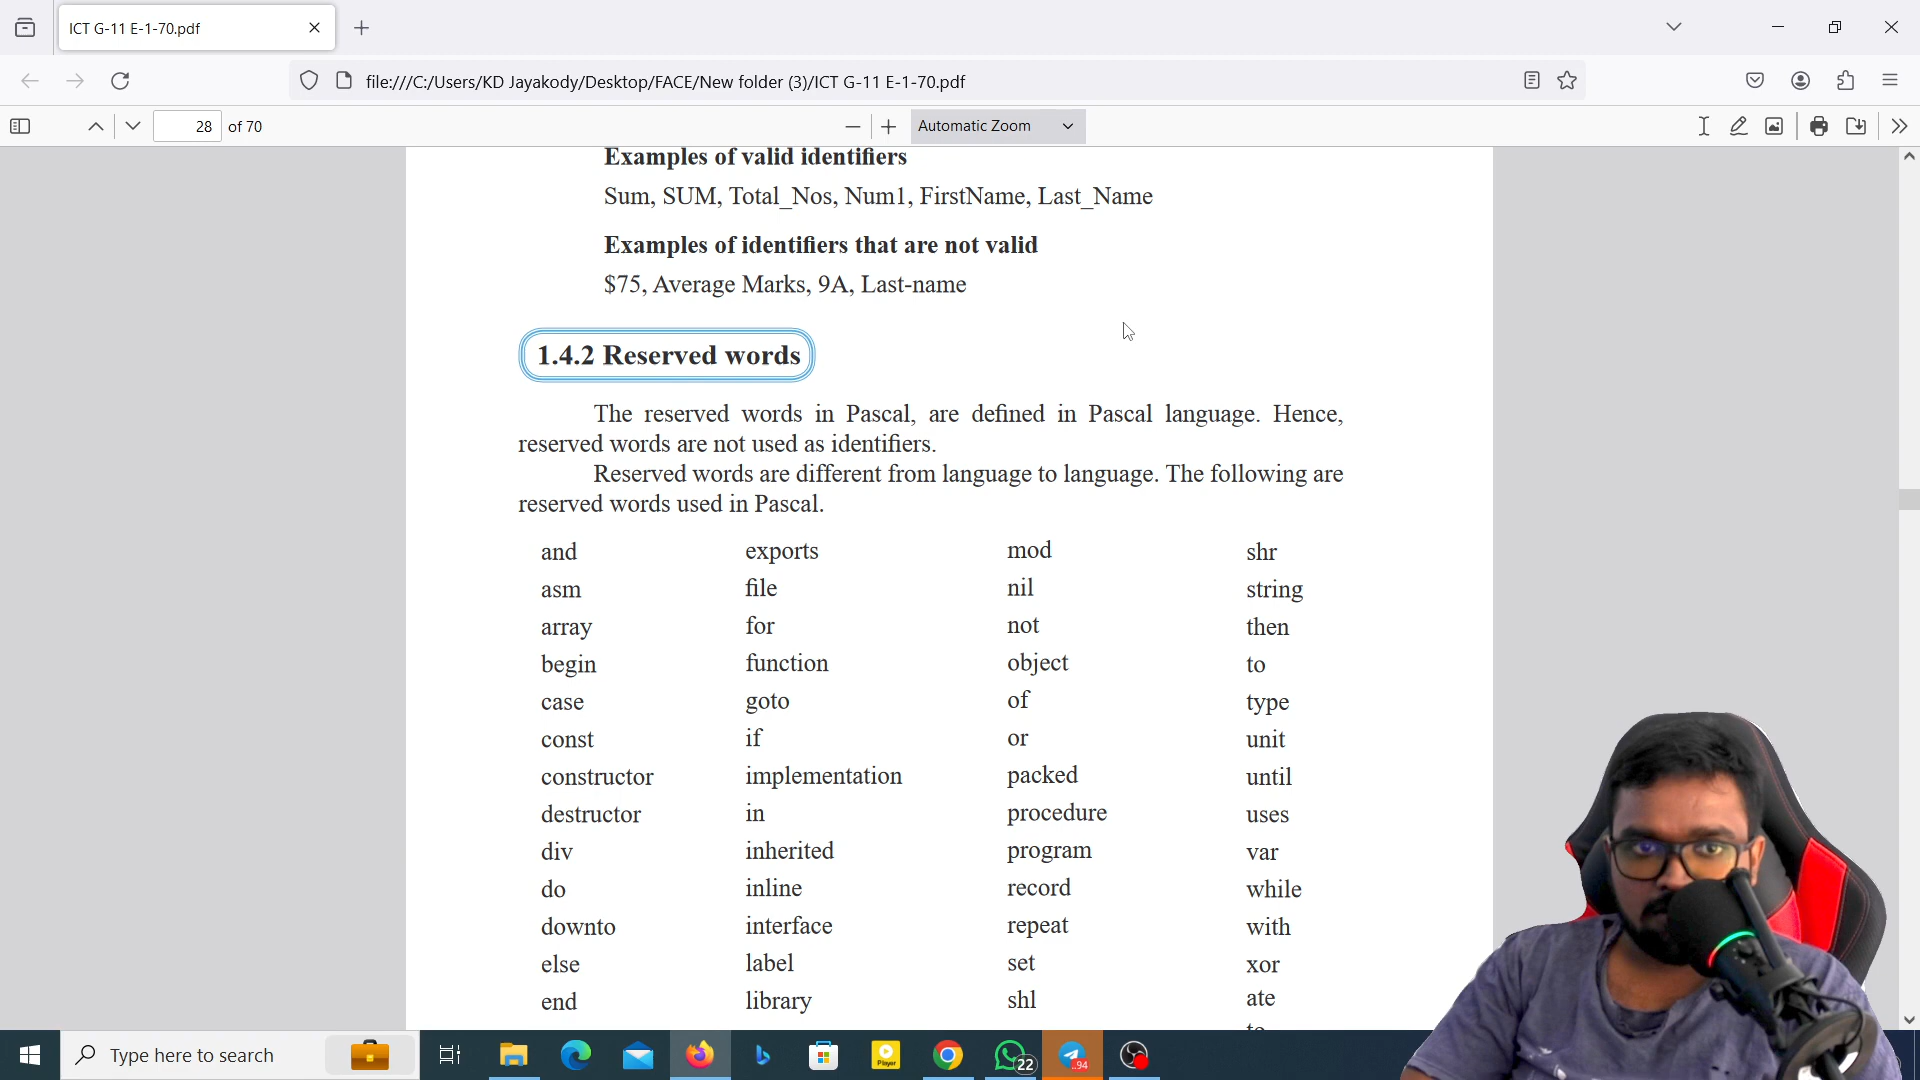 ICT G-11 E-1-70.pdf
file:///C:/Users/KD Jayakody/Desktop/FACE/New folder (3)/ICT G-11 E-1-70.pdf
28 of 70 Automatic Zoom
Examples of valid identifiers
Sum, SUM, Total_Nos, Num1, FirstName, Last_Name
Examples of identifiers that are not valid
$75, Average Marks, 9A, Last-name
1.4.2 Reserved words
The reserved words in Pascal, are defined in Pascal language. Hence,
reserved words are not used as identifiers.
Reserved words are different from language to language. The following are
reserved words used in Pascal.
and exports mod shr
asm file nil string
array for not then
begin function object to
case goto of type
const if or unit
constructor implementation packed until
destructor in procedure uses
div inherited program var
do inline record while
downto interface repeat with
else label set xor
end library shl ate
Type here to search
Player
22
..94